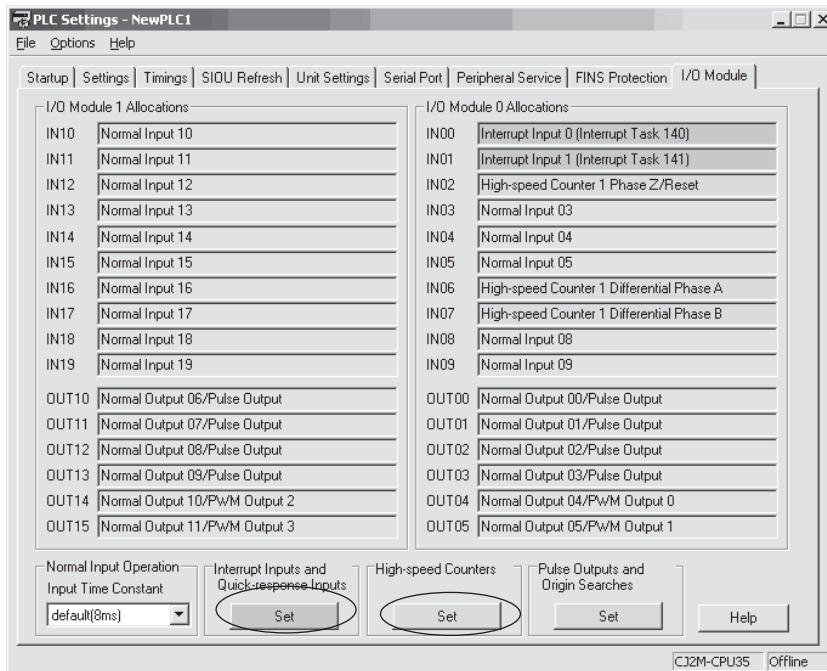 PLC Settings - NewPLC1
File Options Help
Startup Settings Timings SIOU Refresh Unit Settings Serial Port Peripheral Service FINS Protection I/O Module
I/O Module 1 Allocations
IN10 Normal Input 10
IN11 Normal Input 11
IN12 Normal Input 12
IN13 Normal Input 13
IN14 Normal Input 14
IN15 Normal Input 15
IN16 Normal Input 16
IN17 Normal Input 17
IN18 Normal Input 18
IN19 Normal Input 19
OUT10 Normal Output 06/Pulse Output
OUT11 Normal Output 07/Pulse Output
OUT12 Normal Output 08/Pulse Output
OUT13 Normal Output 09/Pulse Output
OUT14 Normal Output 10/PWM Output 2
OUT15 Normal Output 11/PWM Output 3
I/O Module 0 Allocations
IN00 Interrupt Input 0 (Interrupt Task 140)
IN01 Interrupt Input 1 (Interrupt Task 141)
IN02 High-speed Counter 1 Phase Z/Reset
IN03 Normal Input 03
IN04 Normal Input 04
IN05 Normal Input 05
IN06 High-speed Counter 1 Differential Phase A
IN07 High-speed Counter 1 Differential Phase B
IN08 Normal Input 08
IN09 Normal Input 09
OUT00 Normal Output 00/Pulse Output
OUT01 Normal Output 01/Pulse Output
OUT02 Normal Output 02/Pulse Output
OUT03 Normal Output 03/Pulse Output
OUT04 Normal Output 04/PWM Output 0
OUT05 Normal Output 05/PWM Output 1
Normal Input Operation
Input Time Constant
default(8ms)
Interrupt Inputs and
Quick-response Inputs
Set
High-speed Counters
Set
Pulse Outputs and
Origin Searches
Set
Help
CJ2M-CPU35 Offline